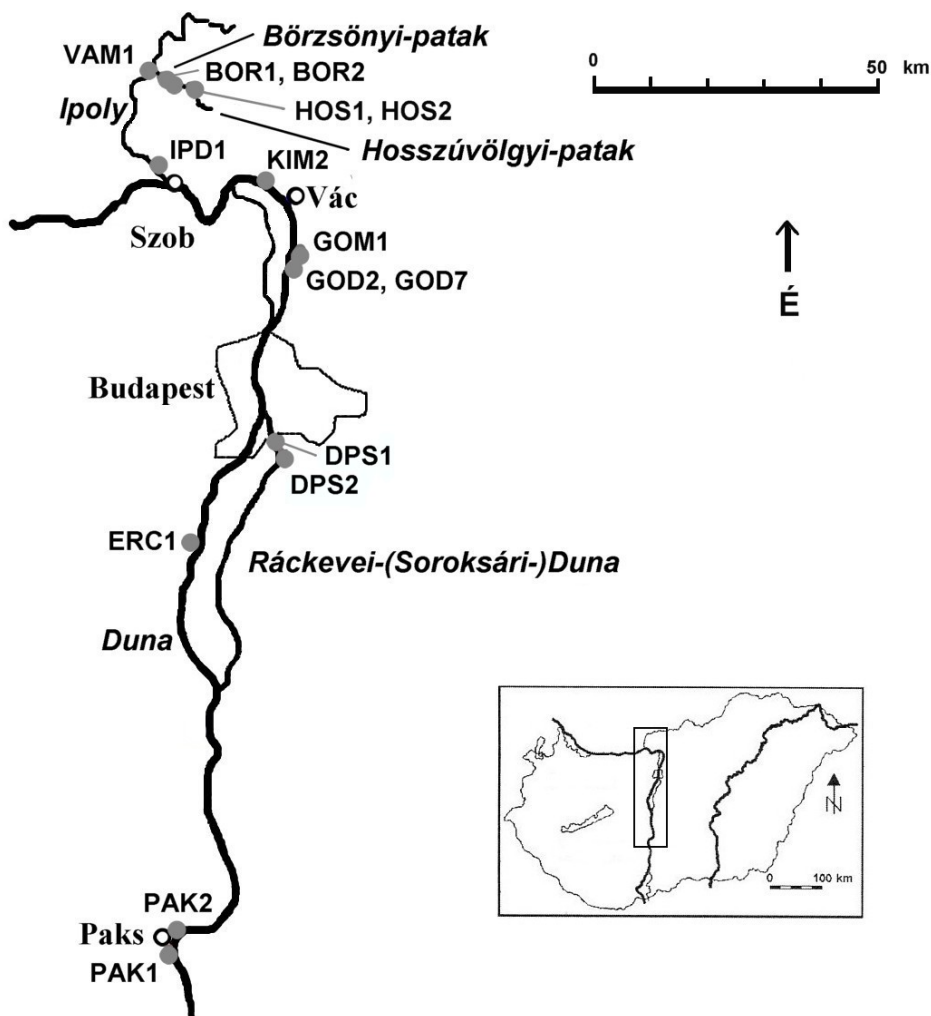 Börzsönyi-patak
VAM1
BOR1, BOR2
Ipoly
HOS1, HOS2
Hosszúvölgyi-patak
0
50 km
IPD1
KIM2
Vác
Szob
GOM1
GOD2, GOD7
É
Budapest
DPS1
DPS2
ERC1
Ráckevei-(Soroksári-)Duna
Duna
N
0 100 km
PAK2
Paks
PAK1